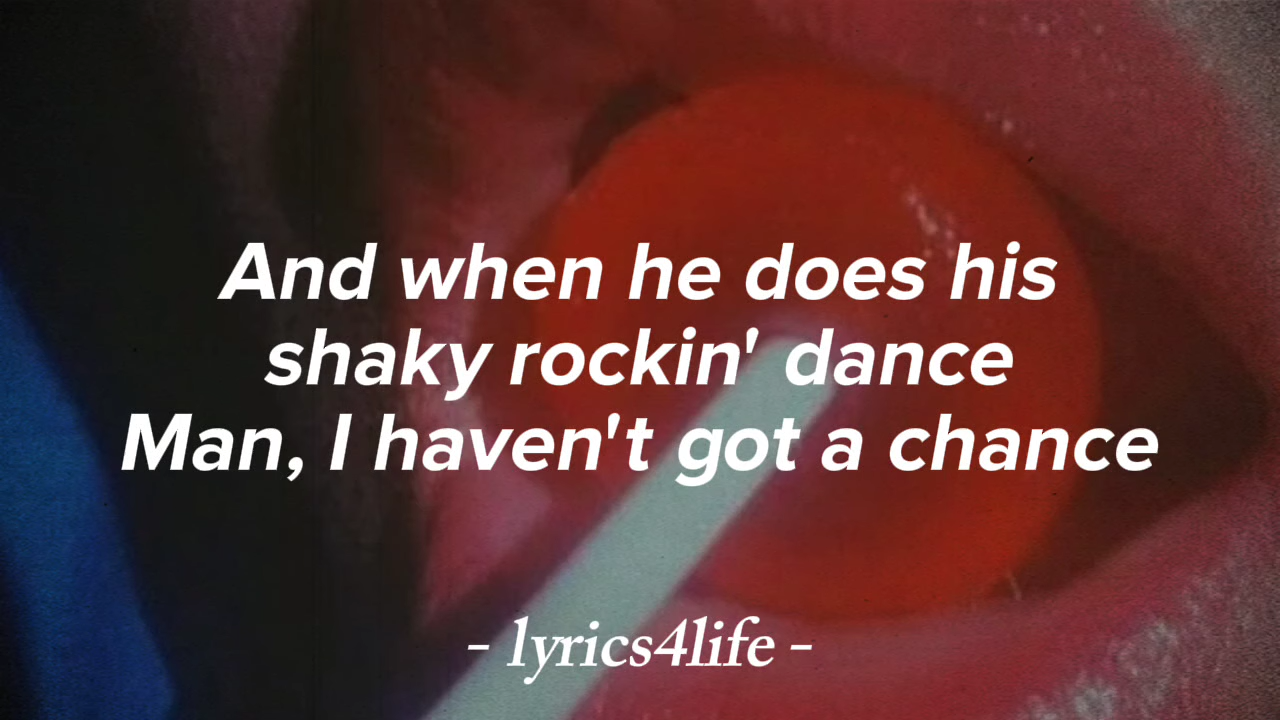 And when he does his
shaky rockin' dance
Man, I haven't got a chance
- lyrics4life -